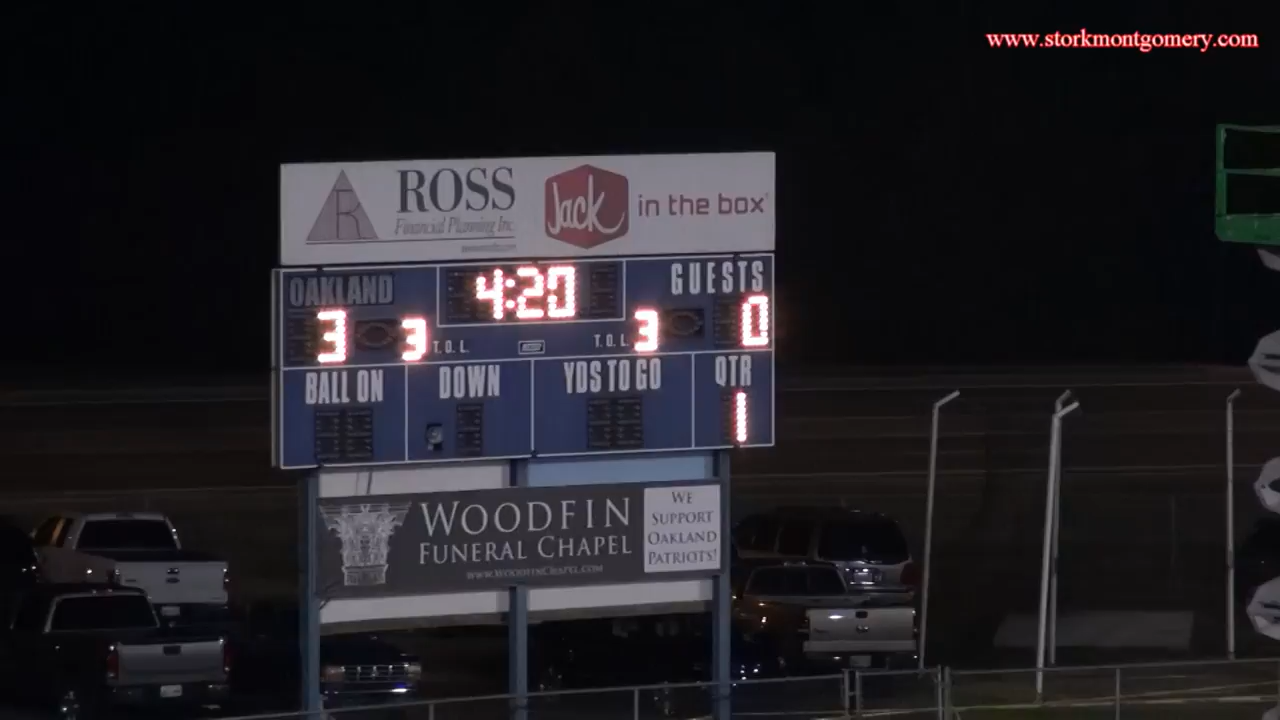 www.storkmontgomery.com
R
ROSS
Financial Planning Inc.
Jack in the box
OAKLAND
4:20
GUESTS
3
3
T.O.L.
T.O.L.
3
0
BALL ON
DOWN
YDS TO GO
QTR
1
WOODFIN
FUNERAL CHAPEL
WWW.WOODFINCHAPEL.COM
WE
SUPPORT
OAKLAND
PATRIOTS!